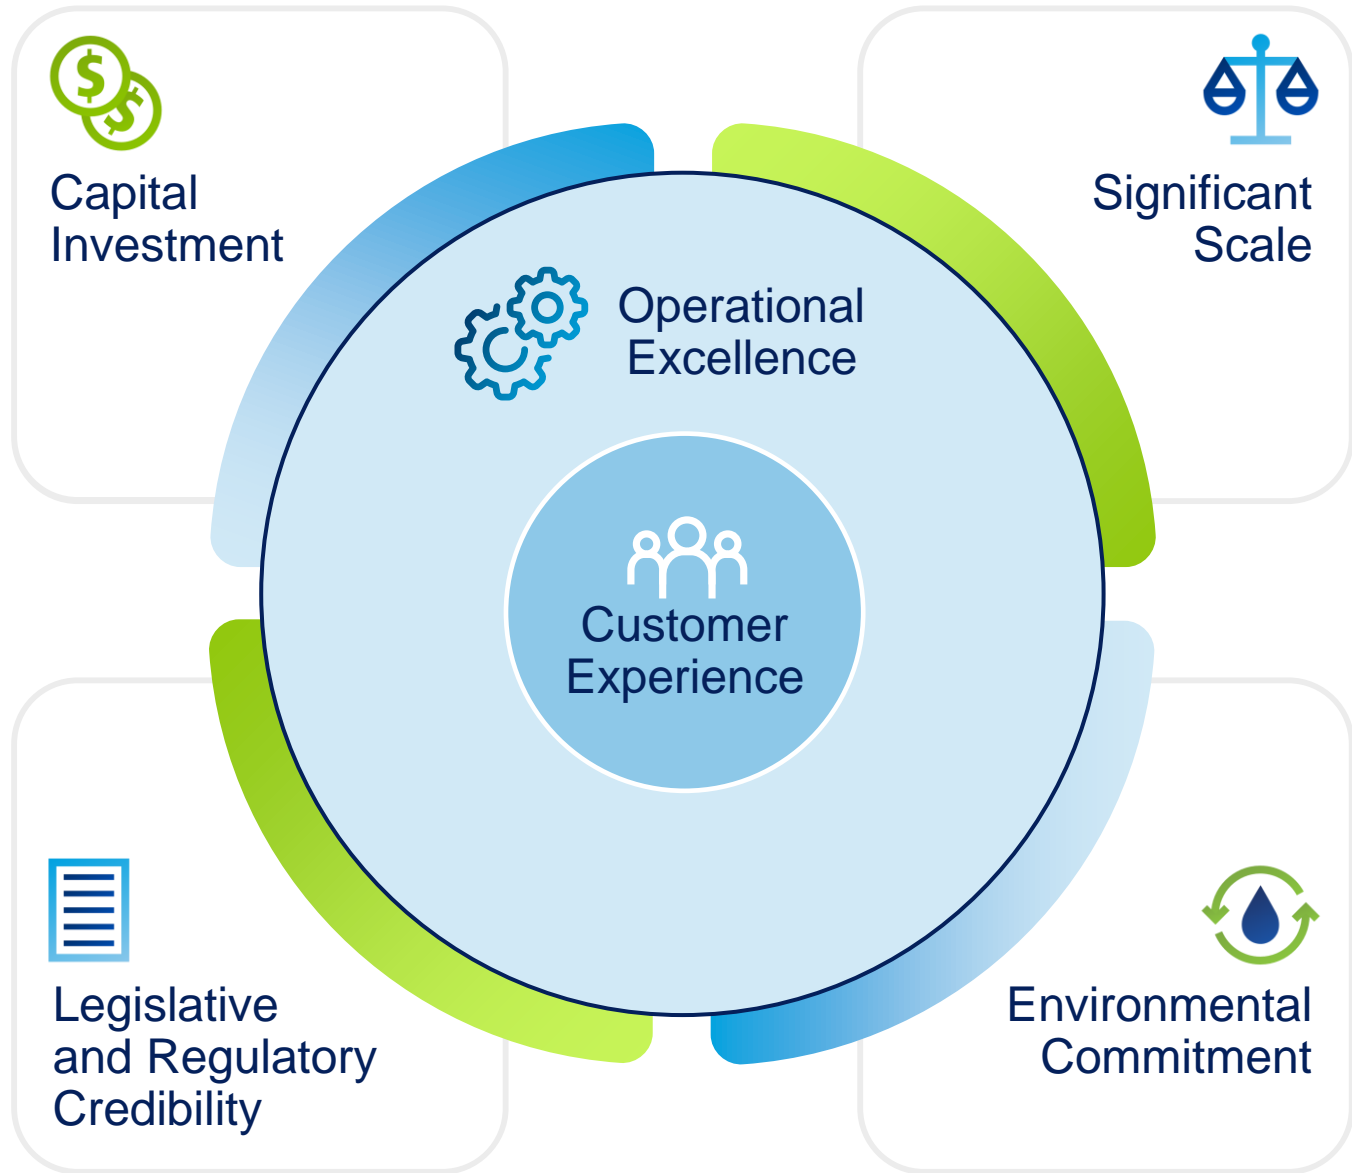 Capital
Investment
Significant
Scale
Operational
Excellence
Customer
Experience
Legislative
and Regulatory
Credibility
Environmental
Commitment